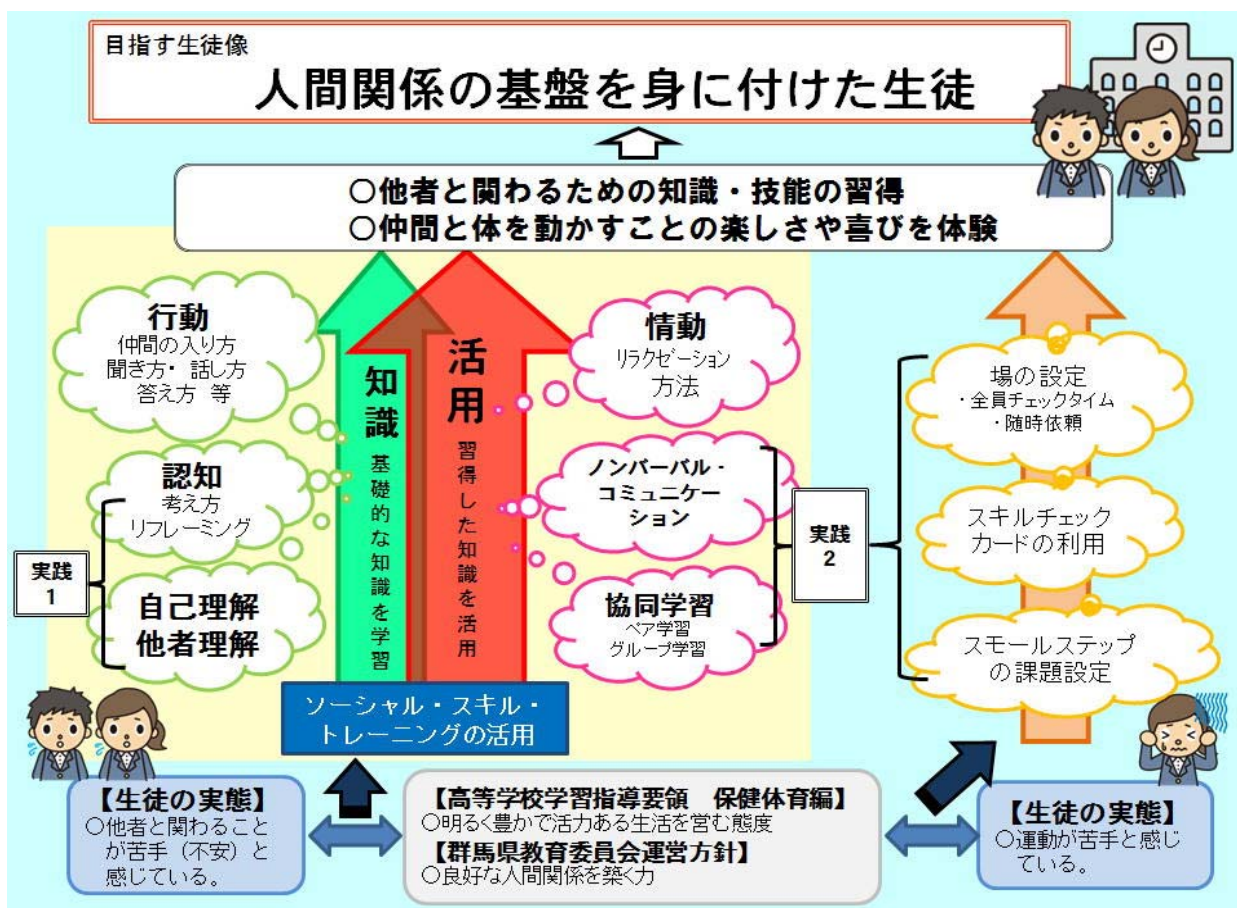 目指す生徒像
人間関係の基盤を身に付けた生徒
○他者と関わるための知識・技能の習得
○仲間と体を動かすことの楽しさや喜びを体験
行動
仲間の入り方
聞き方・話し方
答え方 等
認知
考え方
リフレーミング
自己理解
他者理解
実践
1
知識
基礎的な知識を学習
活用
習得した知識を活用
情動
リラクゼーション
方法
ノンバーバル・
コミュニケー
ション
協同学習
ペア学習
グループ学習
実践
2
場の設定
・全員チェックタイム
・随時依頼
スキルチェック
カードの利用
スモールステップ
の課題設定
ソーシャル・スキル・
トレーニングの活用
【生徒の実態】
○他者と関わること
が苦手（不安）と
感じている。
【高等学校学習指導要領 保健体育編】
○明るく豊かで活力ある生活を営む態度
【群馬県教育委員会運営方針】
○良好な人間関係を築く力
【生徒の実態】
○運動が苦手と感じ
ている。